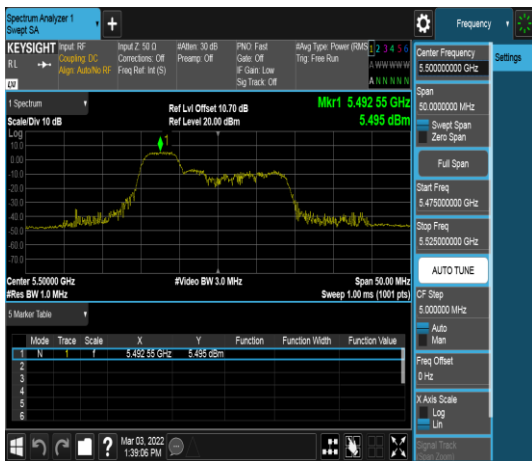 Spectrum Analyzer 1
Swept SA
+
Frequency
KEYSIGHT
RL
Input: RF
Coupling: DC
Align: Auto/No RF
Input Z: 50 Ω
Corrections: Off
Freq Ref: Int (S)
#Atten: 30 dB
Preamp: Off
PNO: Fast
Gate: Off
IF Gain: Low
Sig Track: Off
#Avg Type: Power (RMS
Trig: Free Run
1 2 3 4 5 6
A W W W W W
A N N N N N
LXI
1 Spectrum
Scale/Div 10 dB
Ref Lvl Offset 10.70 dB
Ref Level 20.00 dBm
Mkr1 5.492 55 GHz
5.495 dBm
Log
10.0
0.00
-10.0
-20.0
-30.0
-40.0
-50.0
-60.0
-70.0
1
Center 5.50000 GHz
#Res BW 1.0 MHz
#Video BW 3.0 MHz
Span 50.00 MHz
Sweep 1.00 ms (1001 pts)
5 Marker Table
Mode Trace Scale X Y Function Function Width Function Value
1 N 1 f 5.492 55 GHz 5.495 dBm
2
3
4
5
6
Mar 03, 2022
1:39:06 PM
?
Settings
Center Frequency
5.500000000 GHz
Span
50.0000000 MHz
Swept Span
Zero Span
Full Span
Start Freq
5.475000000 GHz
Stop Freq
5.525000000 GHz
AUTO TUNE
CF Step
5.000000 MHz
Auto
Man
Freq Offset
0 Hz
X Axis Scale
Log
Lin
Signal Track
(Span Zoom)